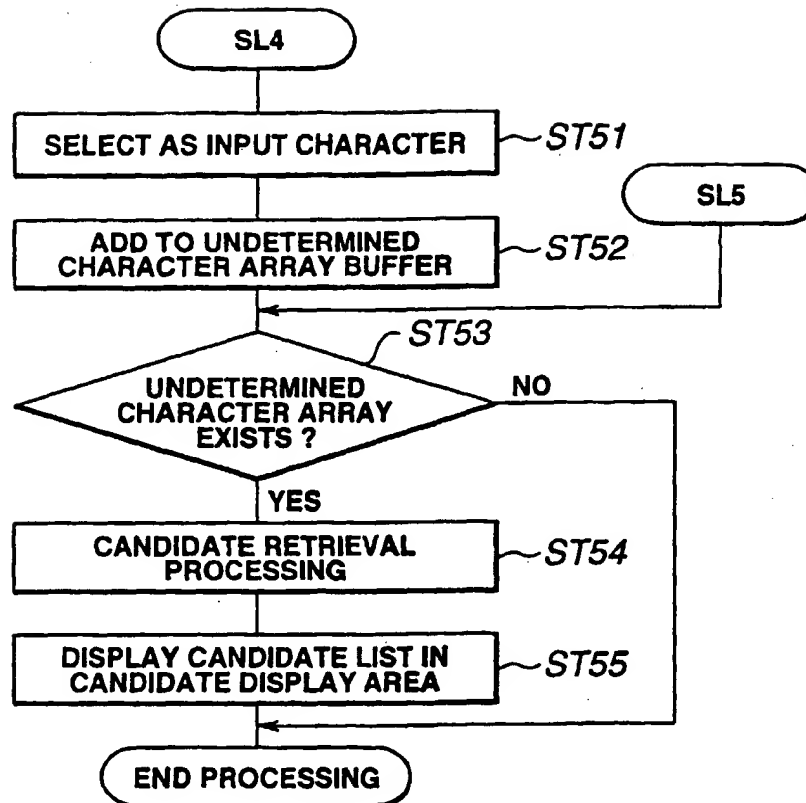 SL4
SELECT AS INPUT CHARACTER
ST51
SL5
ADD TO UNDETERMINED
CHARACTER ARRAY BUFFER
ST52
ST53
UNDETERMINED
CHARACTER ARRAY
EXISTS ?
NO
YES
CANDIDATE RETRIEVAL
PROCESSING
ST54
DISPLAY CANDIDATE LIST IN
CANDIDATE DISPLAY AREA
ST55
END PROCESSING